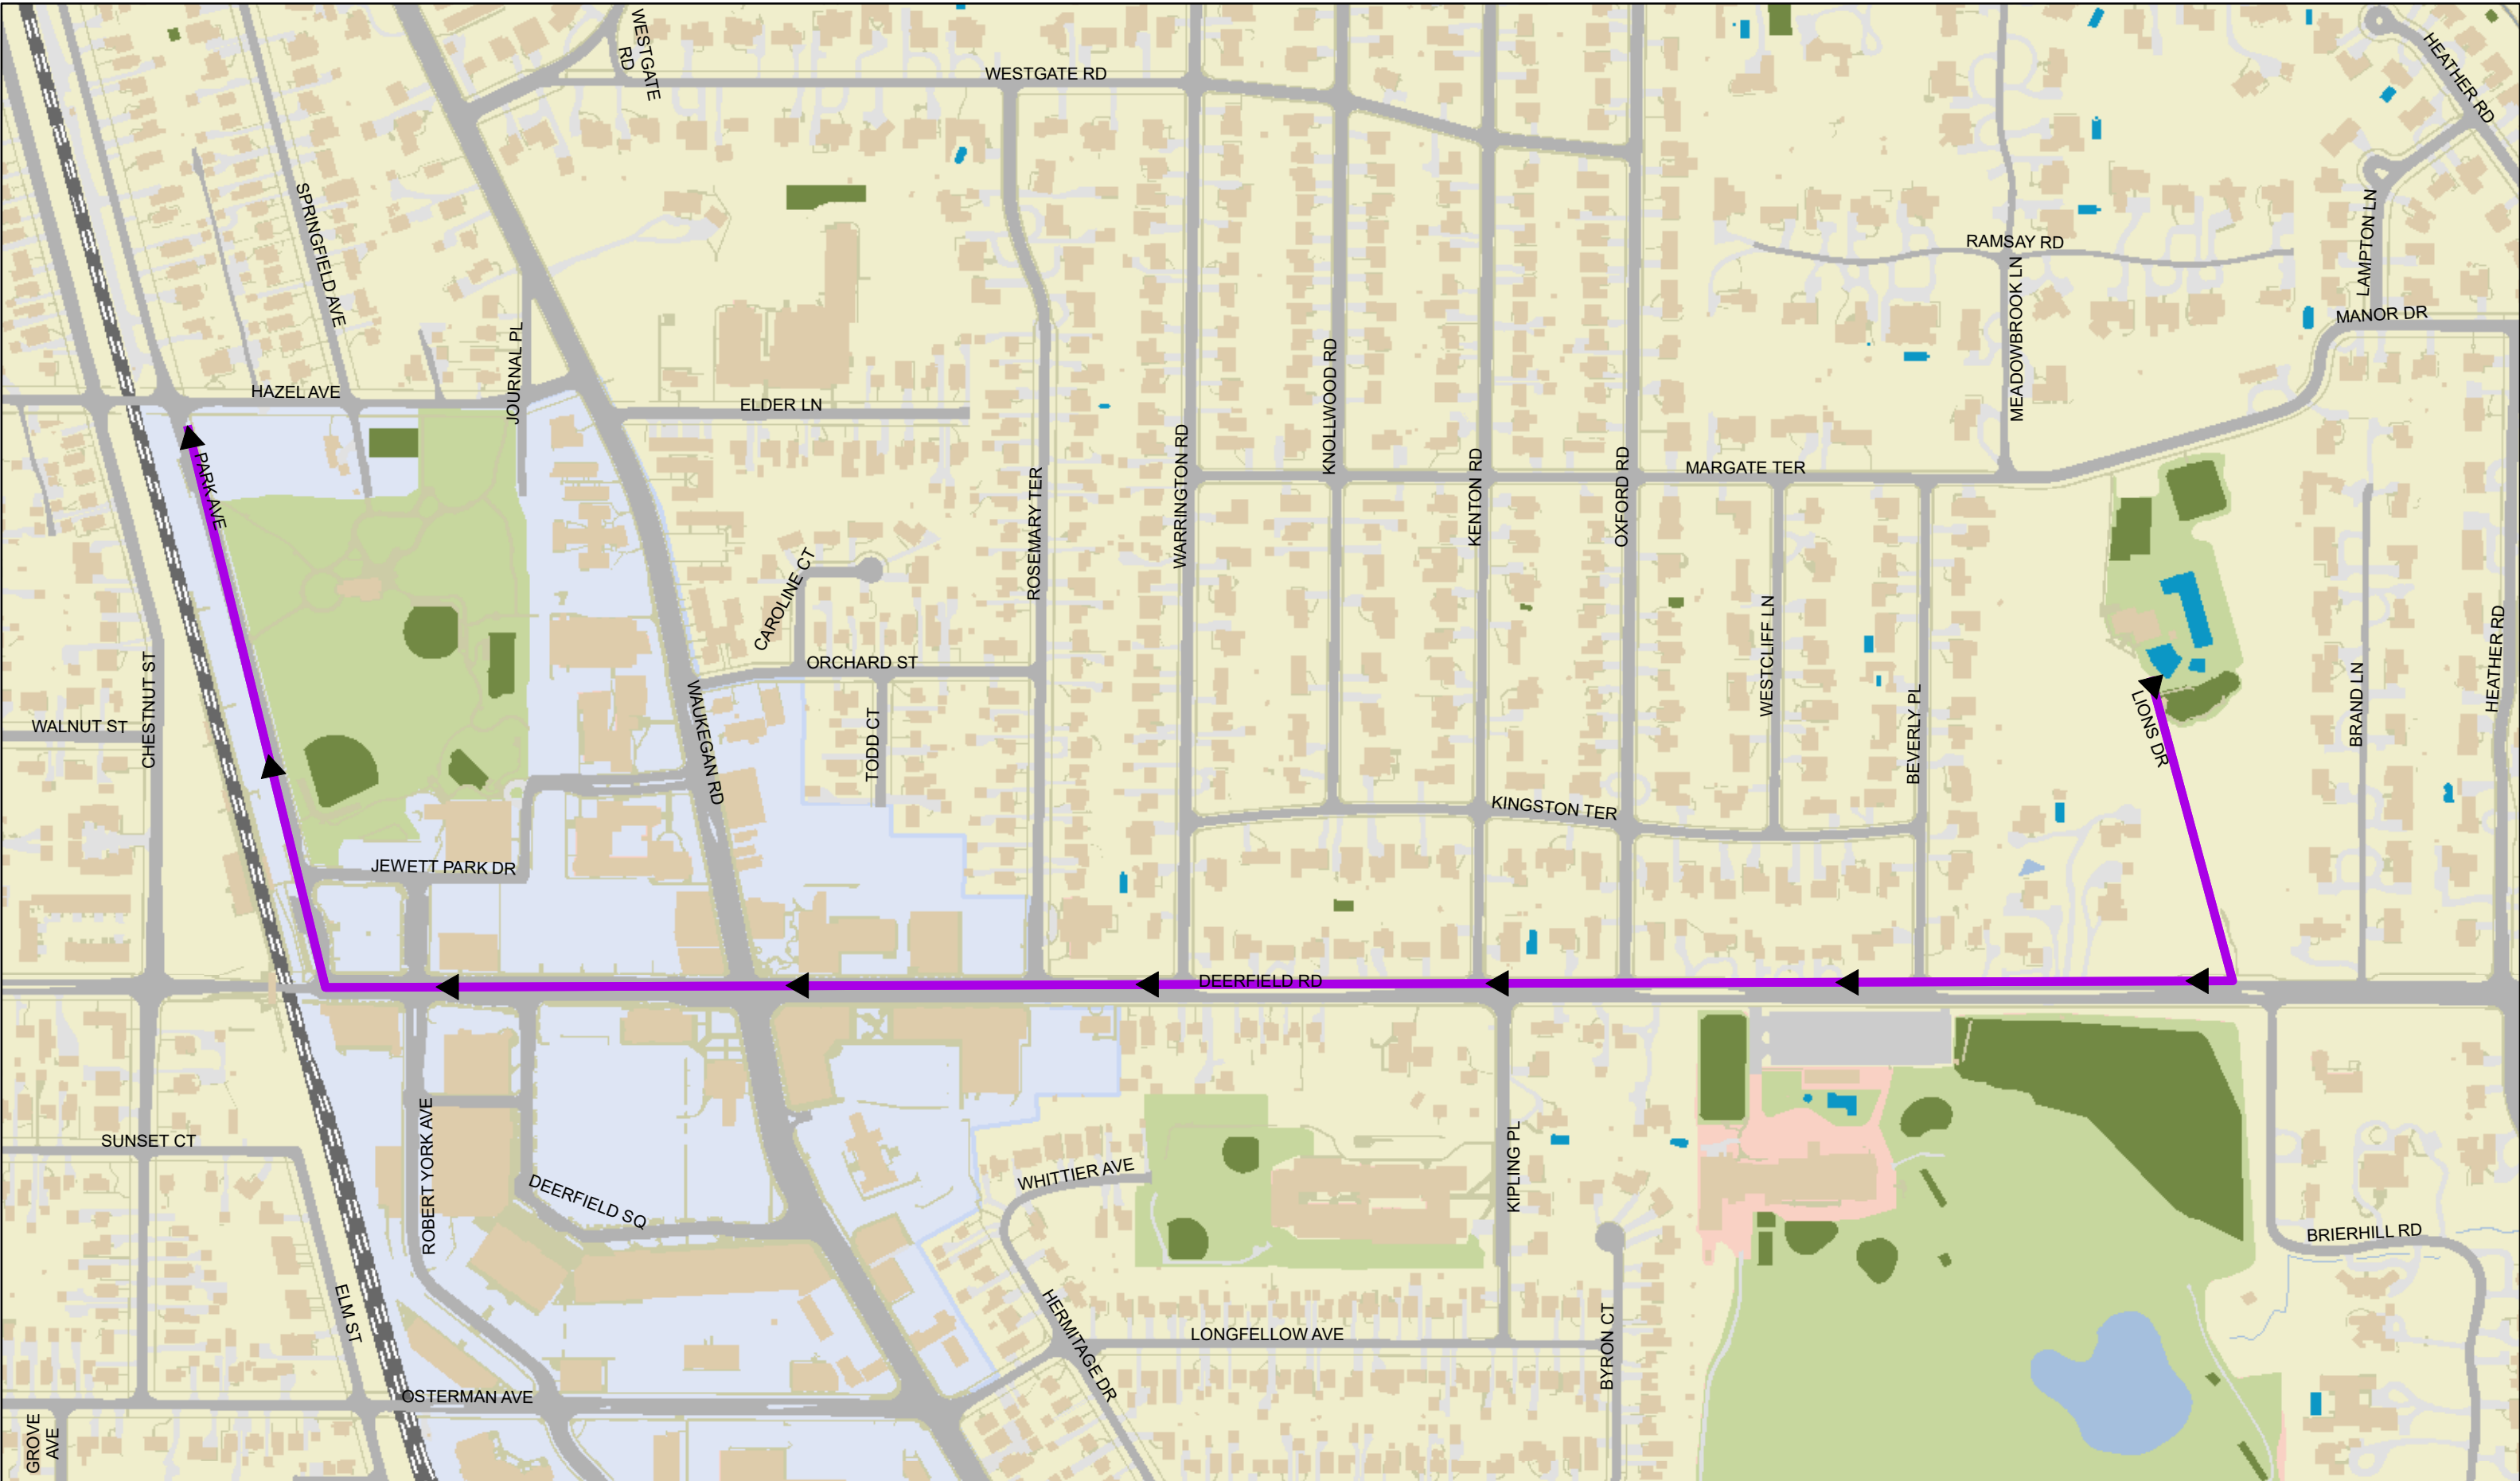 WESTGATE
RD
WESTGATE RD
HEATHER RD
SPRINGFIELD AVE
RAMSAY RD
LAMPTON LN
MEADOWBROOK LN
MANOR DR
JOURNAL PL
KNOLLWOOD RD
HAZEL AVE
ELDER LN
WARRINGTON RD
KENTON RD
OXFORD RD
MARGATE TER
PARK AVE
ROSEMARY TER
CAROLINE CT
WESTCLIFF LN
HEATHER RD
CHESTNUT ST
ORCHARD ST
BRAND LN
BEVERLY PL
LIONS DR
WAUKEGAN RD
WALNUT ST
TODD CT
KINGSTON TER
JEWETT PARK DR
DEERFIELD RD
SUNSET CT
ROBERT YORK AVE
WHITTIER AVE
KIPLING PL
DEERFIELD SQ
BRIERHILL RD
ELM ST
HERMITAGE DR
LONGFELLOW AVE
BYRON CT
OSTERMAN AVE
GROVE
AVE